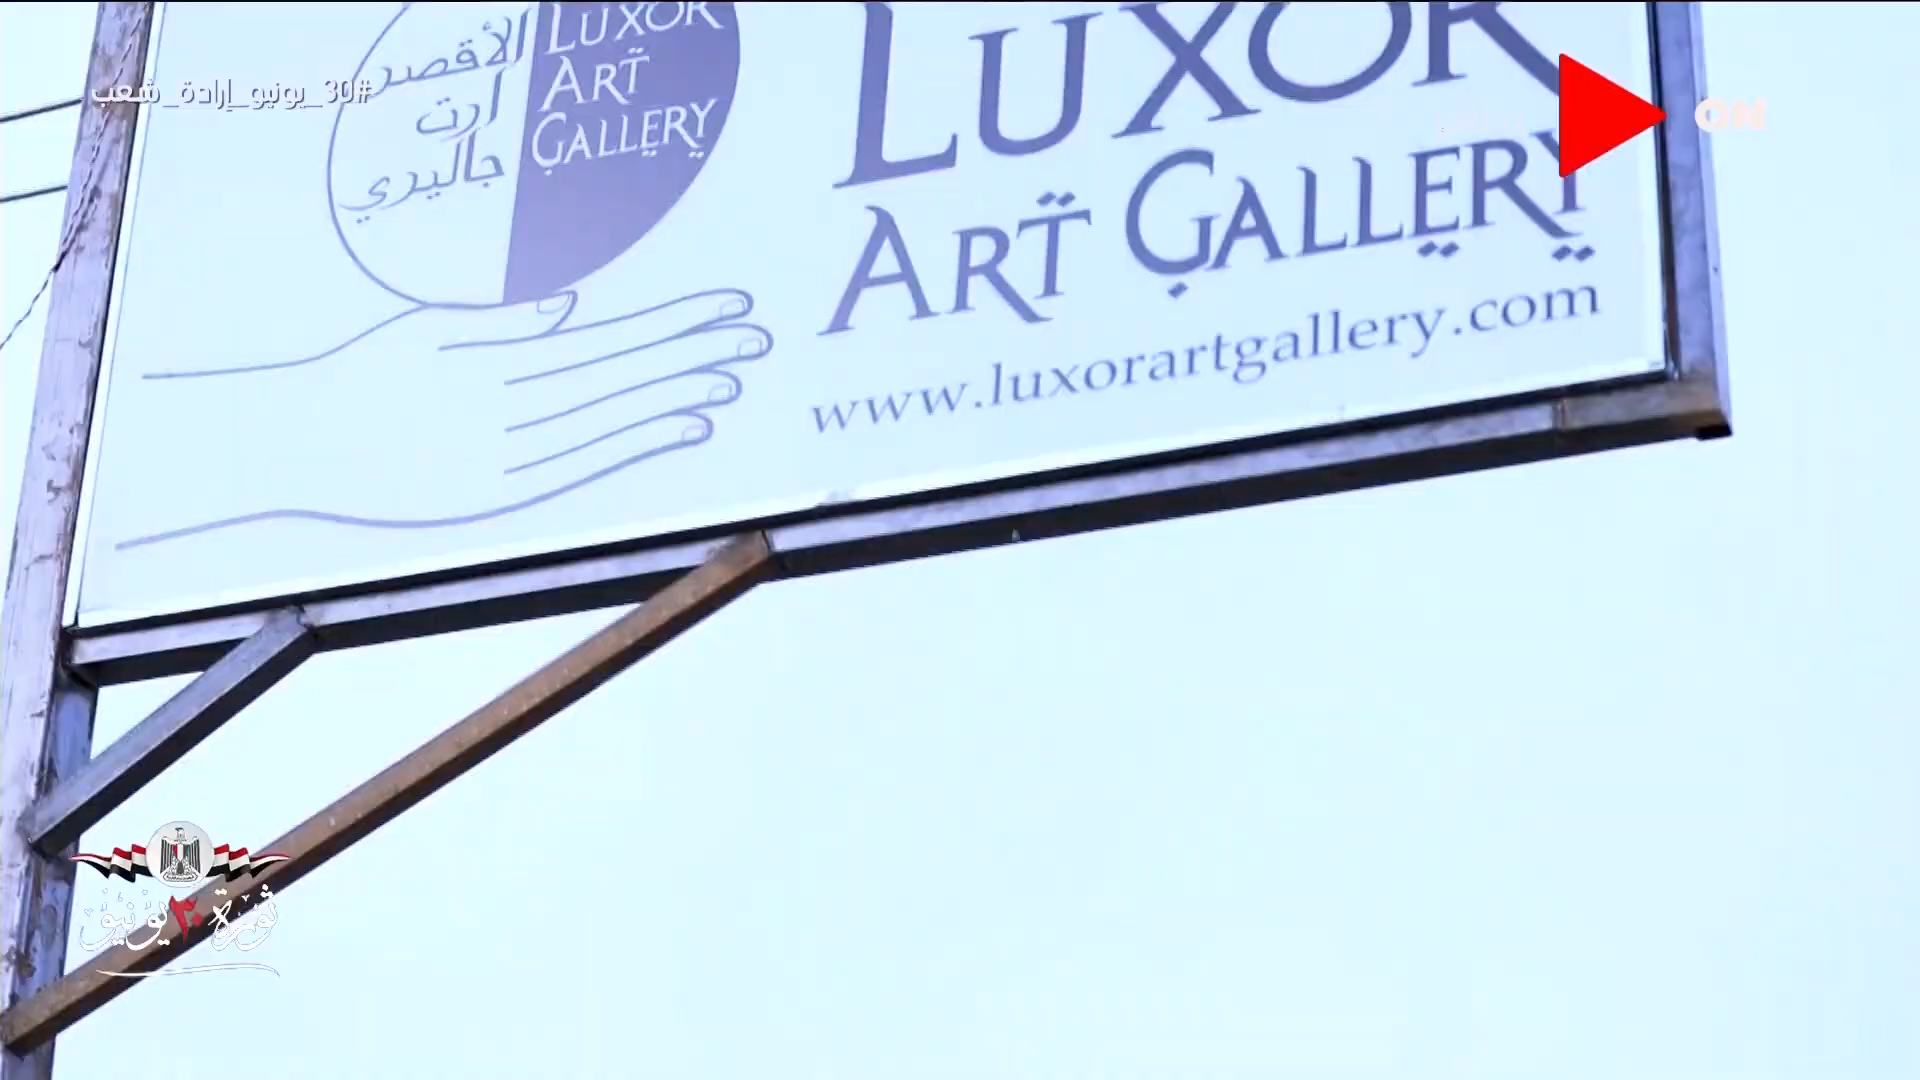 الأقصر
ارت
جاليري
LUXOR
ART
GALLERY
LUXOR
ART GALLERY
www.luxorartgallery.com
#30_يونيو_إرادة_شعب
ON
ثورة ٣٠ يونيو